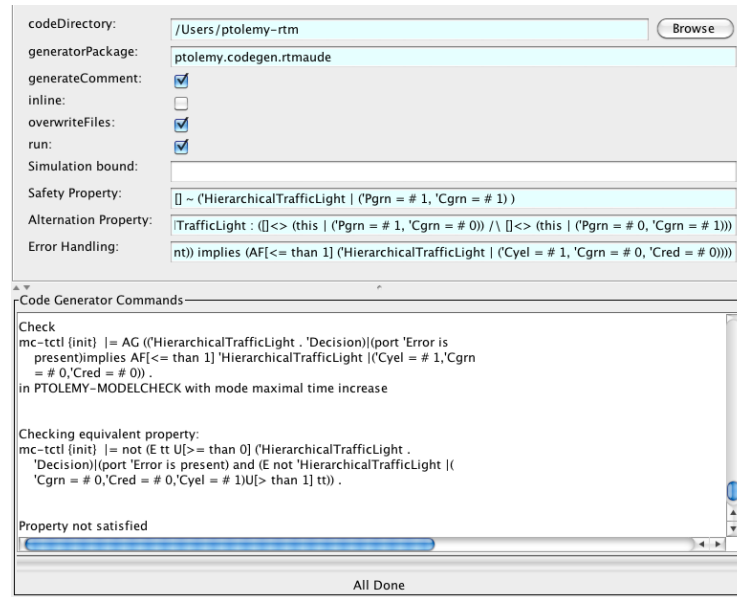 codeDirectory: /Users/ptolemy-rtm Browse
generatorPackage: ptolemy.codegen.rtmaude
generateComment:
inline:
overwriteFiles:
run:
Simulation bound:
Safety Property: [] ~ ('HierarchicalTrafficLight | ('Pgrn = # 1, 'Cgrn = # 1) )
Alternation Property: TrafficLight : ([]<> (this | ('Pgrn = # 1, 'Cgrn = # 0)) /\ []<> (this | ('Pgrn = # 0, 'Cgrn = # 1)))
Error Handling: nt)) implies (AF[<= than 1] ('HierarchicalTrafficLight | ('Cyel = # 1, 'Cgrn = # 0, 'Cred = # 0))))
Code Generator Commands
Check
mc-tctl {init} |= AG (('HierarchicalTrafficLight . 'Decision)|(port 'Error is
present)implies AF[<= than 1] 'HierarchicalTrafficLight |('Cyel = # 1,'Cgrn
= # 0,'Cred = # 0)) .
in PTOLEMY-MODELCHECK with mode maximal time increase
Checking equivalent property:
mc-tctl {init} |= not (E tt U[>= than 0] ('HierarchicalTrafficLight .
'Decision)|(port 'Error is present) and (E not 'HierarchicalTrafficLight |(
'Cgrn = # 0,'Cred = # 0,'Cyel = # 1)U[> than 1] tt)) .
Property not satisfied
All Done